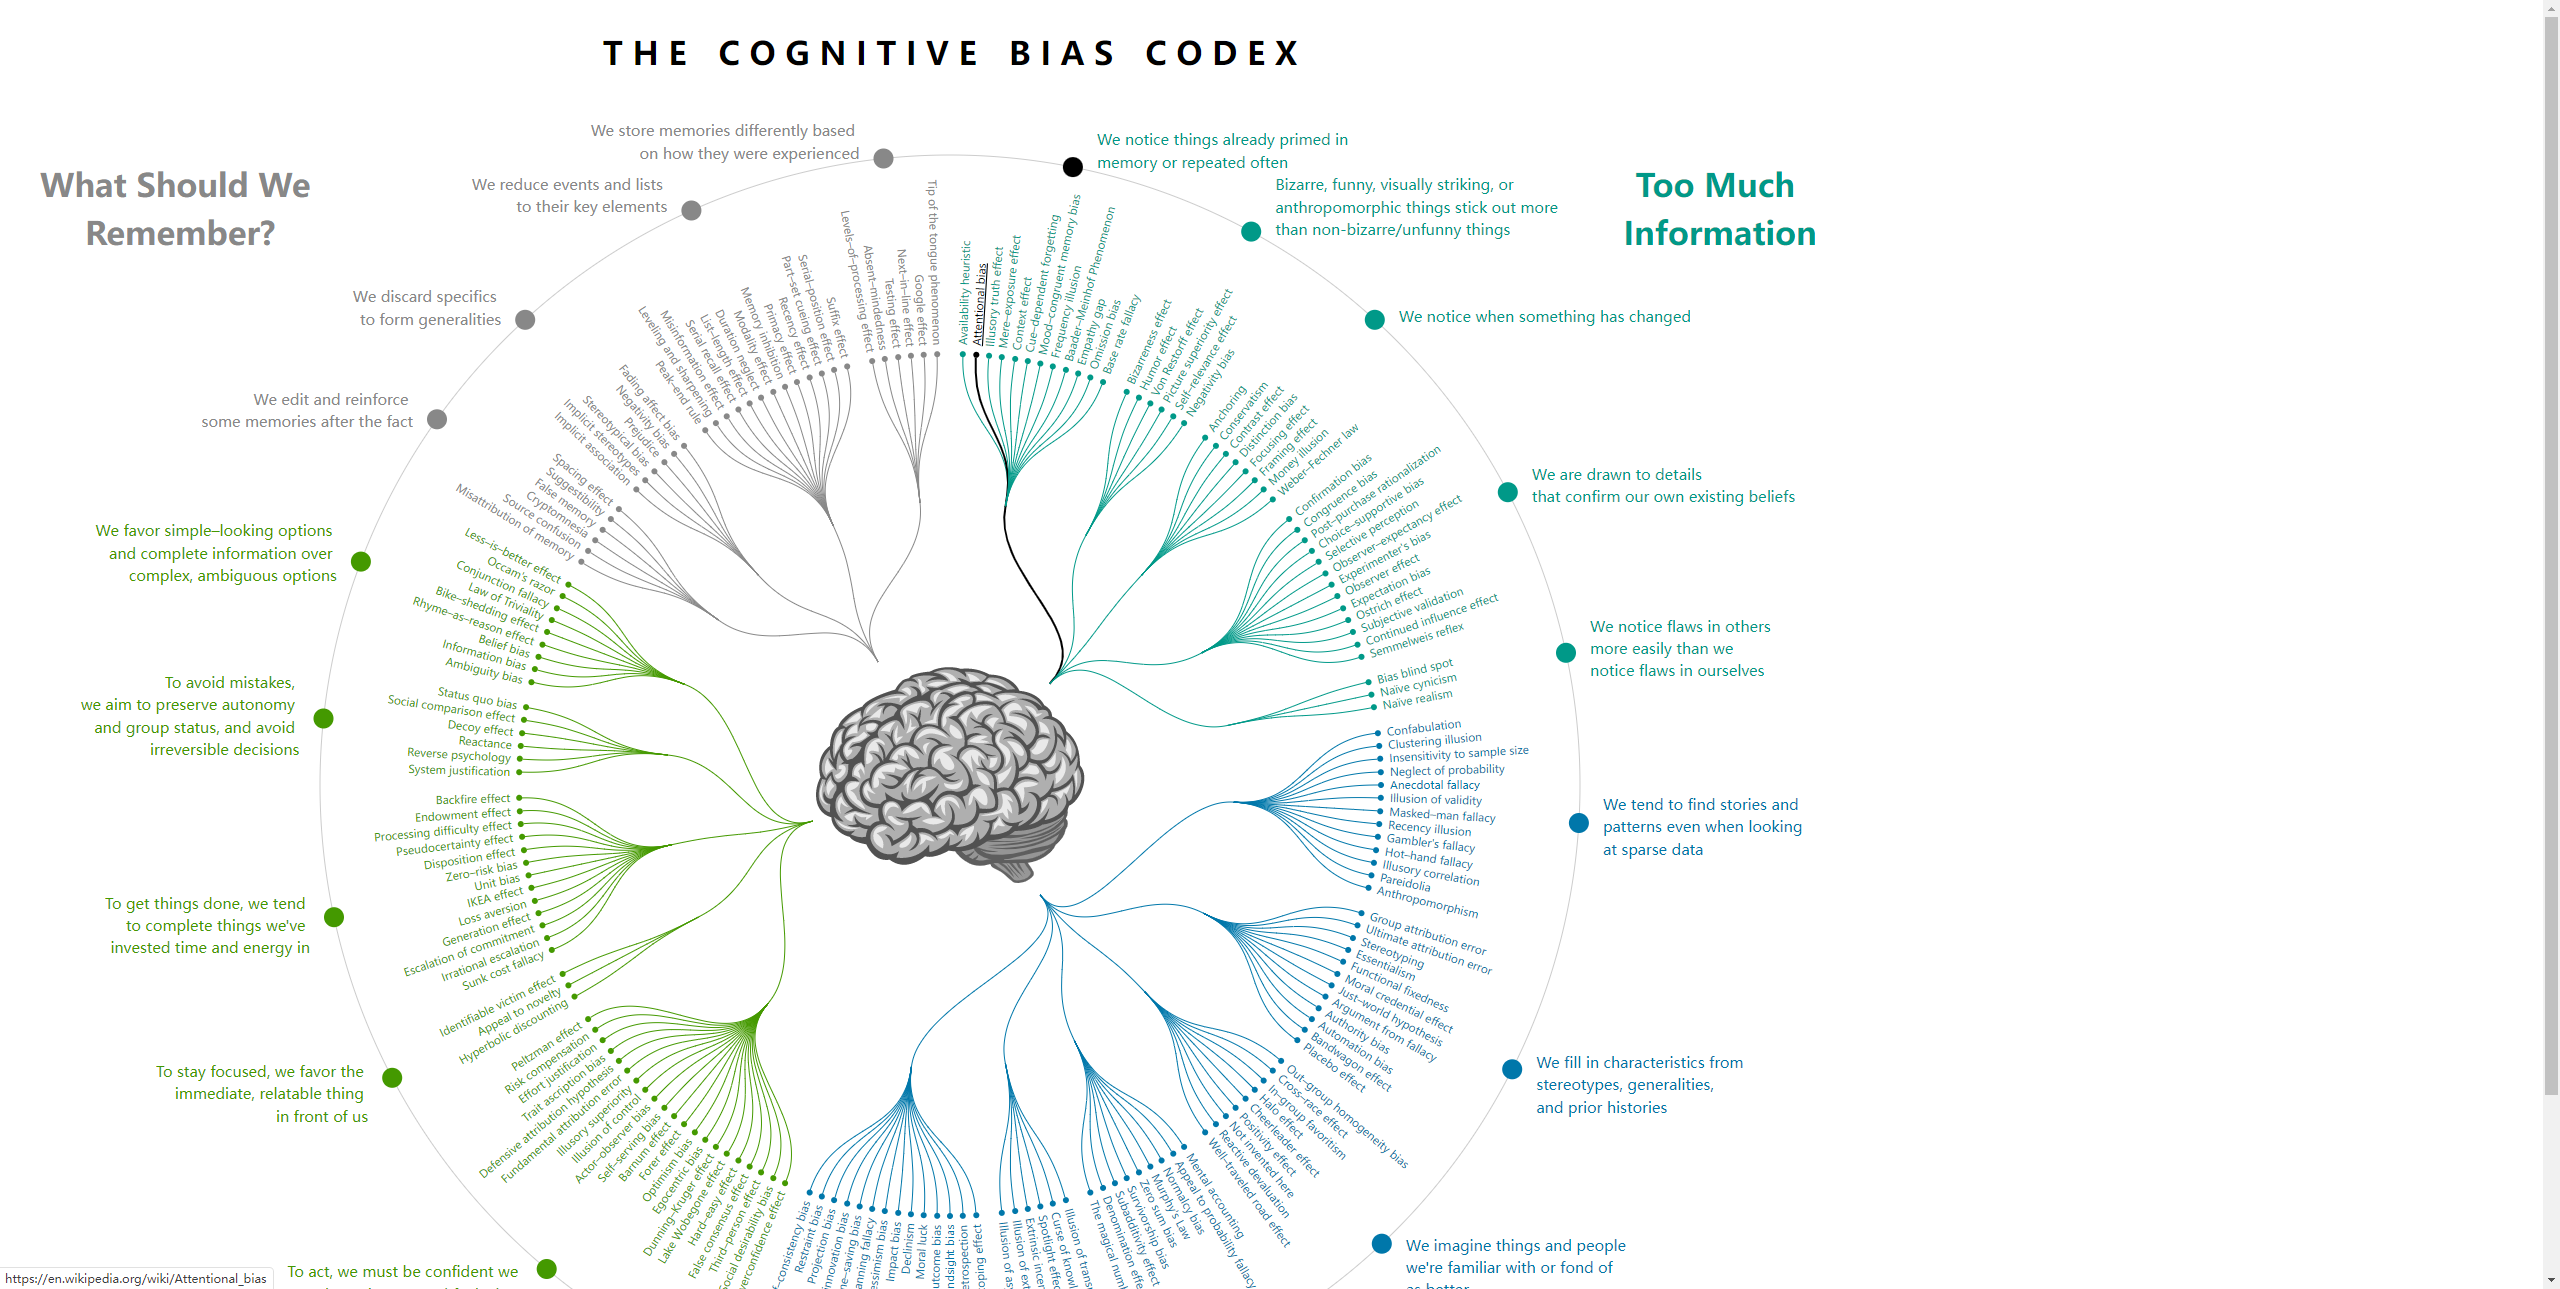 THE COGNITIVE BIAS CODEX
What Should We
Remember?
Too Much
Information
We store memories differently based
on how they were experienced
We reduce events and lists
to their key elements
We discard specifics
to form generalities
We edit and reinforce
some memories after the fact
We favor simple–looking options
and complete information over
complex, ambiguous options
To avoid mistakes,
we aim to preserve autonomy
and group status, and avoid
irreversible decisions
To get things done, we tend
to complete things we've
invested time and energy in
To stay focused, we favor the
immediate, relatable thing
in front of us
To act, we must be confident we
We notice things already primed in
memory or repeated often
Bizarre, funny, visually striking, or
anthropomorphic things stick out more
than non-bizarre/unfunny things
We notice when something has changed
We are drawn to details
that confirm our own existing beliefs
We notice flaws in others
more easily than we
notice flaws in ourselves
We tend to find stories and
patterns even when looking
at sparse data
We fill in characteristics from
stereotypes, generalities,
and prior histories
We imagine things and people
we're familiar with or fond of
as better
Availability heuristic
Attentional bias
Illusory truth effect
Mere–exposure effect
Context effect
Cue–dependent forgetting
Mood–congruent memory bias
Frequency illusion
Baader–Meinhof Phenomenon
Empathy gap
Omission bias
Base rate fallacy
Bizarreness effect
Humor effect
Von Restorff effect
Picture superiority effect
Self–relevance effect
Negativity bias
Anchoring
Conservatism
Contrast effect
Distinction bias
Focusing effect
Framing effect
Money illusion
Weber–Fechner law
Confirmation bias
Congruence bias
Post–purchase rationalization
Choice–supportive bias
Selective perception
Observer–expectancy effect
Experimenter's bias
Observer effect
Expectation bias
Ostrich effect
Subjective validation
Continued influence effect
Semmelweis reflex
Bias blind spot
Naïve cynicism
Naïve realism
Confabulation
Clustering illusion
Insensitivity to sample size
Neglect of probability
Anecdotal fallacy
Illusion of validity
Masked–man fallacy
Recency illusion
Gambler's fallacy
Hot–hand fallacy
Illusory correlation
Pareidolia
Anthropomorphism
Group attribution error
Ultimate attribution error
Stereotyping
Essentialism
Functional fixedness
Moral credential effect
Just–world hypothesis
Argument from fallacy
Authority bias
Automation bias
Bandwagon effect
Placebo effect
Out–group homogeneity bias
Cross–race effect
In–group favoritism
Halo effect
Cheerleader effect
Positivity effect
Not invented here
Reactive devaluation
Well–traveled road effect
Mental accounting
Appeal to probability fallacy
Normalcy bias
Murphy's Law
Zero sum bias
Survivorship bias
Subadditivity effect
Denomination effe
The magical num
Illusion of trans
Curse of knowl
Spotlight effec
Extrinsic incer
Illusion of ext
Illusion of as
oping effect
etrospection
ndsight bias
utcome bias
Moral luck
Declinism
Impact bias
essimism bias
anning fallacy
ne–saving bias
innovation bias
Projection bias
Restraint bias
f–consistency bias
verconfidence effect
Social desirability bias
Third–person effect
False consensus effect
Hard–easy effect
Lake Wobegone effect
Dunning–Kruger effect
Egocentric bias
Optimism bias
Forer effect
Barnum effect
Self–serving bias
Actor–observer bias
Illusion of control
Illusory superiority
Fundamental attribution error
Defensive attribution hypothesis
Trait ascription bias
Effort justification
Risk compensation
Peltzman effect
Hyperbolic discounting
Appeal to novelty
Identifiable victim effect
Sunk cost fallacy
Irrational escalation
Escalation of commitment
Generation effect
Loss aversion
IKEA effect
Unit bias
Zero–risk bias
Disposition effect
Pseudocertainty effect
Processing difficulty effect
Endowment effect
Backfire effect
System justification
Reverse psychology
Reactance
Decoy effect
Social comparison effect
Status quo bias
Ambiguity bias
Information bias
Belief bias
Rhyme–as–reason effect
Bike–shedding effect
Law of Triviality
Conjunction fallacy
Occam's razor
Less–is–better effect
Misattribution of memory
Source confusion
Cryptomnesia
False memory
Suggestibility
Spacing effect
Implicit association
Implicit stereotypes
Stereotypical bias
Prejudice
Negativity bias
Fading affect bias
Peak–end rule
Leveling and sharpening
Misinformation effect
Serial recall effect
List–length effect
Duration neglect
Modality effect
Memory inhibition
Primacy effect
Recency effect
Part–set cueing effect
Serial–position effect
Suffix effect
Levels–of–processing effect
Absent–mindedness
Testing effect
Next–in–line effect
Google effect
Tip of the tongue phenomenon
https://en.wikipedia.org/wiki/Attentional_bias